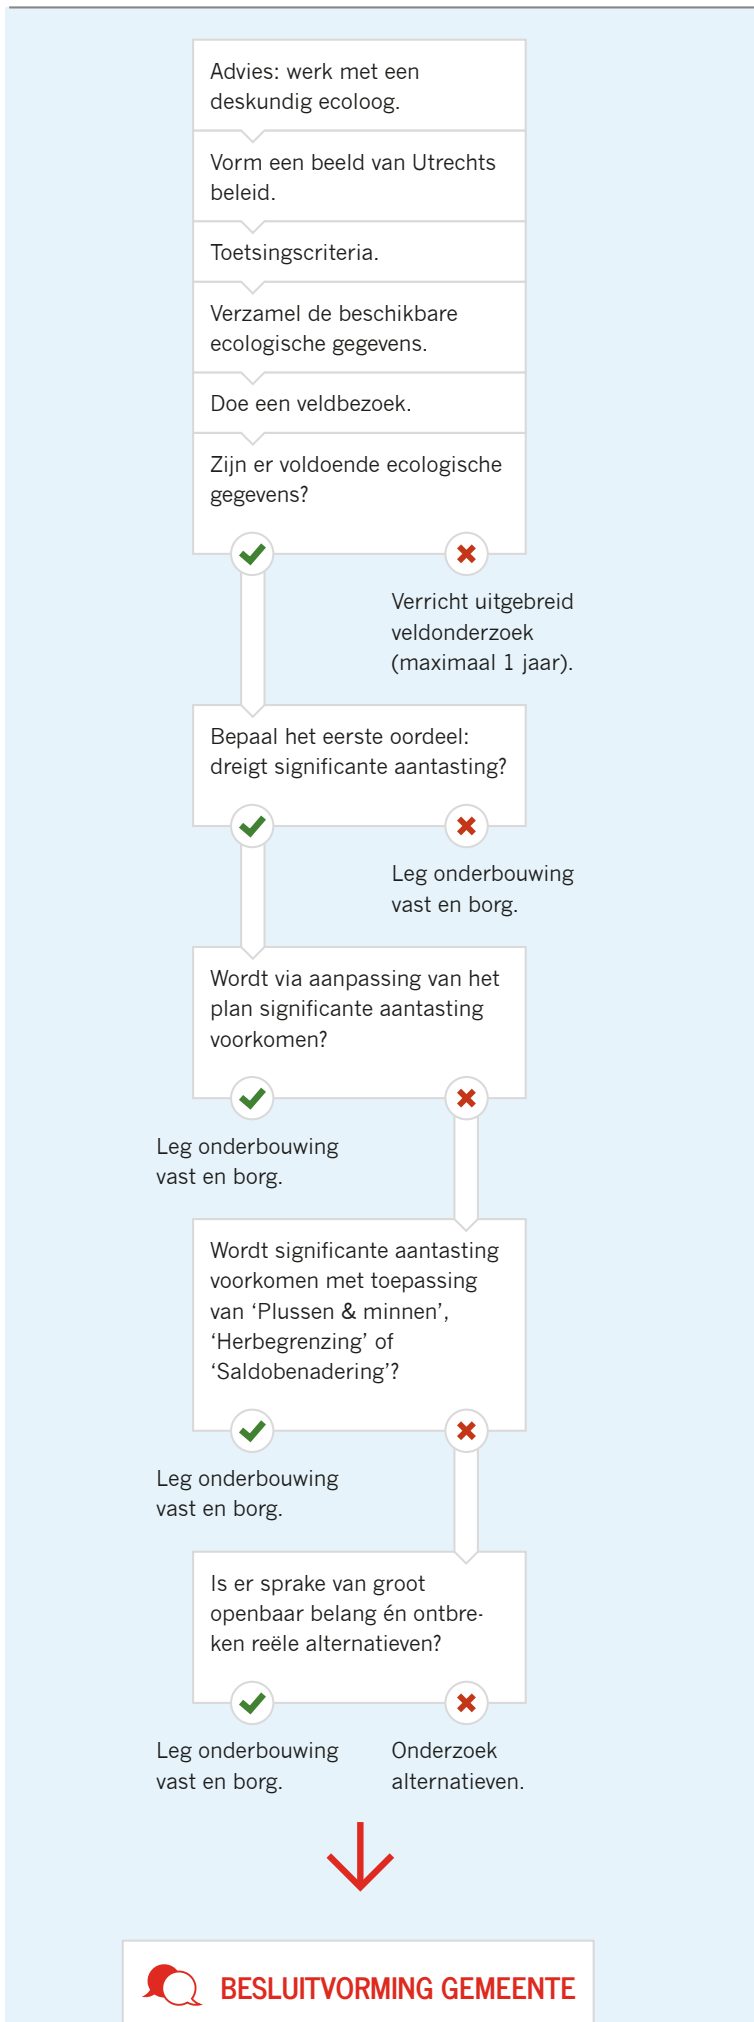 Advies: werk met een
deskundig ecoloog.
Vorm een beeld van Utrechts
beleid.
Toetsingscriteria.
Verzamel de beschikbare
ecologische gegevens.
Doe een veldbezoek.
Zijn er voldoende ecologische
gegevens?
Verricht uitgebreid
veldonderzoek
(maximaal 1 jaar).
Bepaal het eerste oordeel:
dreigt significante aantasting?
Leg onderbouwing
vast en borg.
Wordt via aanpassing van het
plan significante aantasting
voorkomen?
Leg onderbouwing
vast en borg.
Wordt significante aantasting
voorkomen met toepassing
van ‘Plussen & minnen’,
‘Herbegrenzing’ of
‘Saldobenadering’?
Leg onderbouwing
vast en borg.
Is er sprake van groot
openbaar belang én ontbre-
ken reële alternatieven?
Leg onderbouwing
vast en borg.
Onderzoek
alternatieven.
BESLUITVORMING GEMEENTE